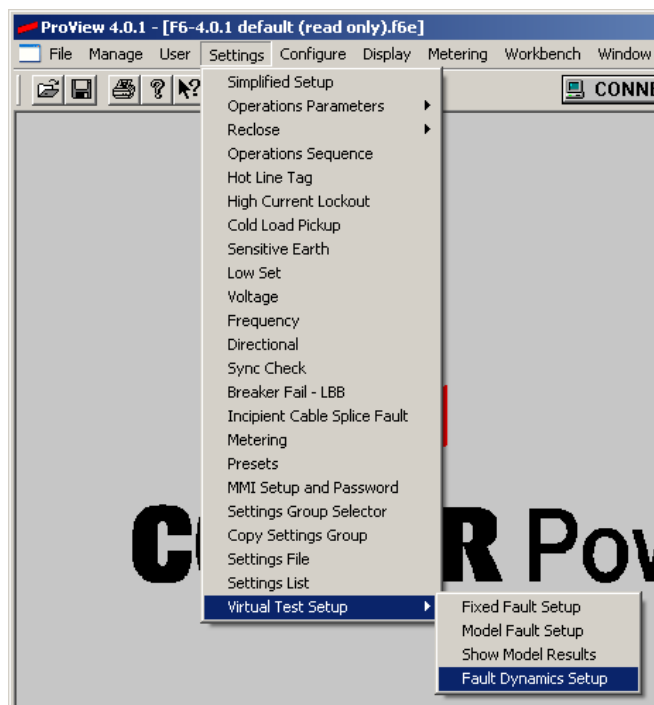 ProView 4.0.1 - [F6-4.0.1 default (read only).f6e]
File Manage User Settings Configure Display Metering Workbench Window
Simplified Setup
Operations Parameters
Reclose
Operations Sequence
Hot Line Tag
High Current Lockout
Cold Load Pickup
Sensitive Earth
Low Set
Voltage
Frequency
Directional
Sync Check
Breaker Fail - LBB
Incipient Cable Splice Fault
Metering
Presets
MMI Setup and Password
Settings Group Selector
Copy Settings Group
Settings File
Settings List
Virtual Test Setup
Fixed Fault Setup
Model Fault Setup
Show Model Results
Fault Dynamics Setup